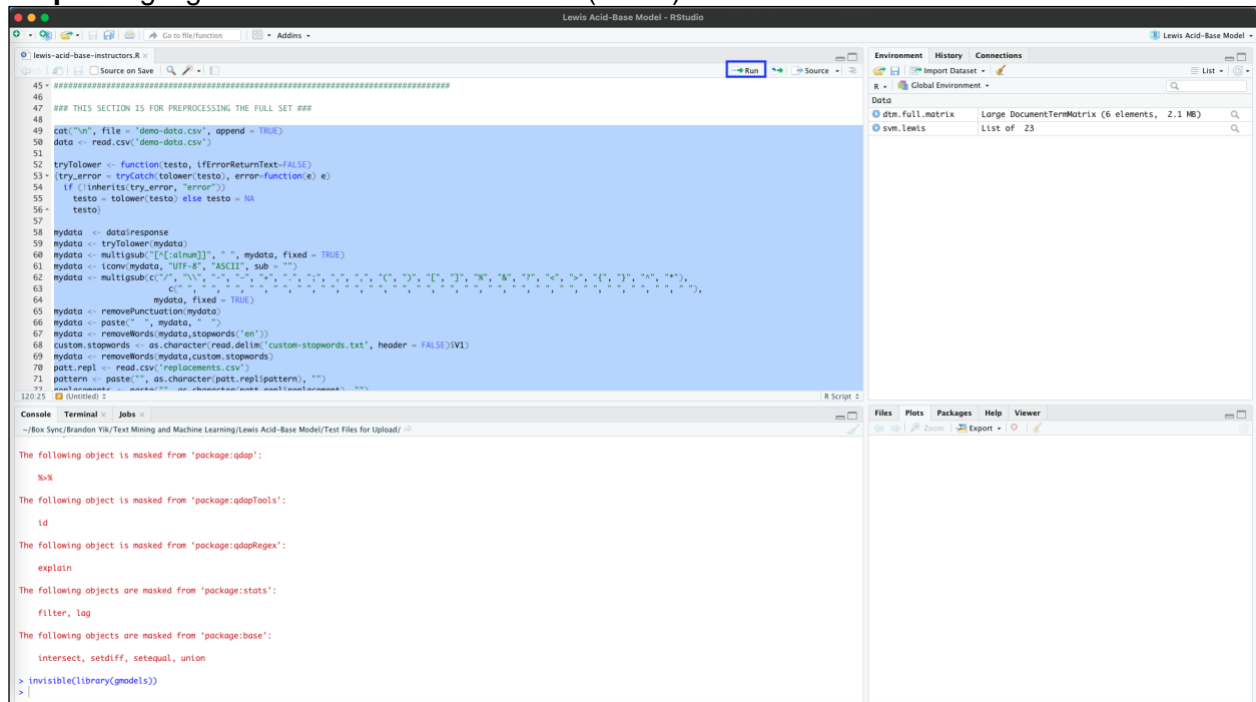 Lewis Acid-Base Model - RStudio
Go to file/function
Addins
Lewis Acid-Base Model
lewis-acid-base-instructors.R
Source on Save
Run
Source
45 ##############################################################################
46
47 ### THIS SECTION IS FOR PREPROCESSING THE FULL SET ###
48
49 cat("\n", file = 'demo-data.csv', append = TRUE)
50 data <- read.csv('demo-data.csv')
51
52 tryTolower <- function(testo, ifErrorReturnText=FALSE)
53 {try_error = tryCatch(tolower(testo), error=function(e) e)
54 if (!inherits(try_error, "error"))
55 testo = tolower(testo) else testo = NA
56 testo}
57
58 mydata <- data$response
59 mydata <- tryTolower(mydata)
60 mydata <- multigsub("[^[:alnum]]", " ", mydata, fixed = TRUE)
61 mydata <- iconv(mydata, "UTF-8", "ASCII", sub = "")
62 mydata <- multigsub(c("/", "\\",
63
64 mydata, fixed = TRUE)
65 mydata <- removePunctuation(mydata)
66 mydata <- paste(" ", mydata, " ")
67 mydata <- removeWords(mydata,stopwords('en'))
68 custom.stopwords <- as.character(read.delim('custom-stopwords.txt', header = FALSE)$V1)
69 mydata <- removeWords(mydata,custom.stopwords)
70 patt.repl <- read.csv('replacements.csv')
71 pattern <- paste("", as.character(patt.repl$pattern), "")
120:25 (Untitled) R Script
Console Terminal Jobs
~/Box Sync/Brandon Yik/Text Mining and Machine Learning/Lewis Acid-Base Model/Test Files for Upload/
The following object is masked from 'package:qdap':
%>%
The following object is masked from 'package:qdapTools':
id
The following object is masked from 'package:qdapRegex':
explain
The following objects are masked from 'package:stats':
filter, lag
The following objects are masked from 'package:base':
intersect, setdiff, setequal, union
> invisible(library(gmodels))
>
Environment History Connections
Import Dataset
List
R Global Environment
Data
dtm.full.matrix Large DocumentTermMatrix (6 elements, 2.1 MB)
svm.lewis List of 23
Files Plots Packages Help Viewer
Zoom Export